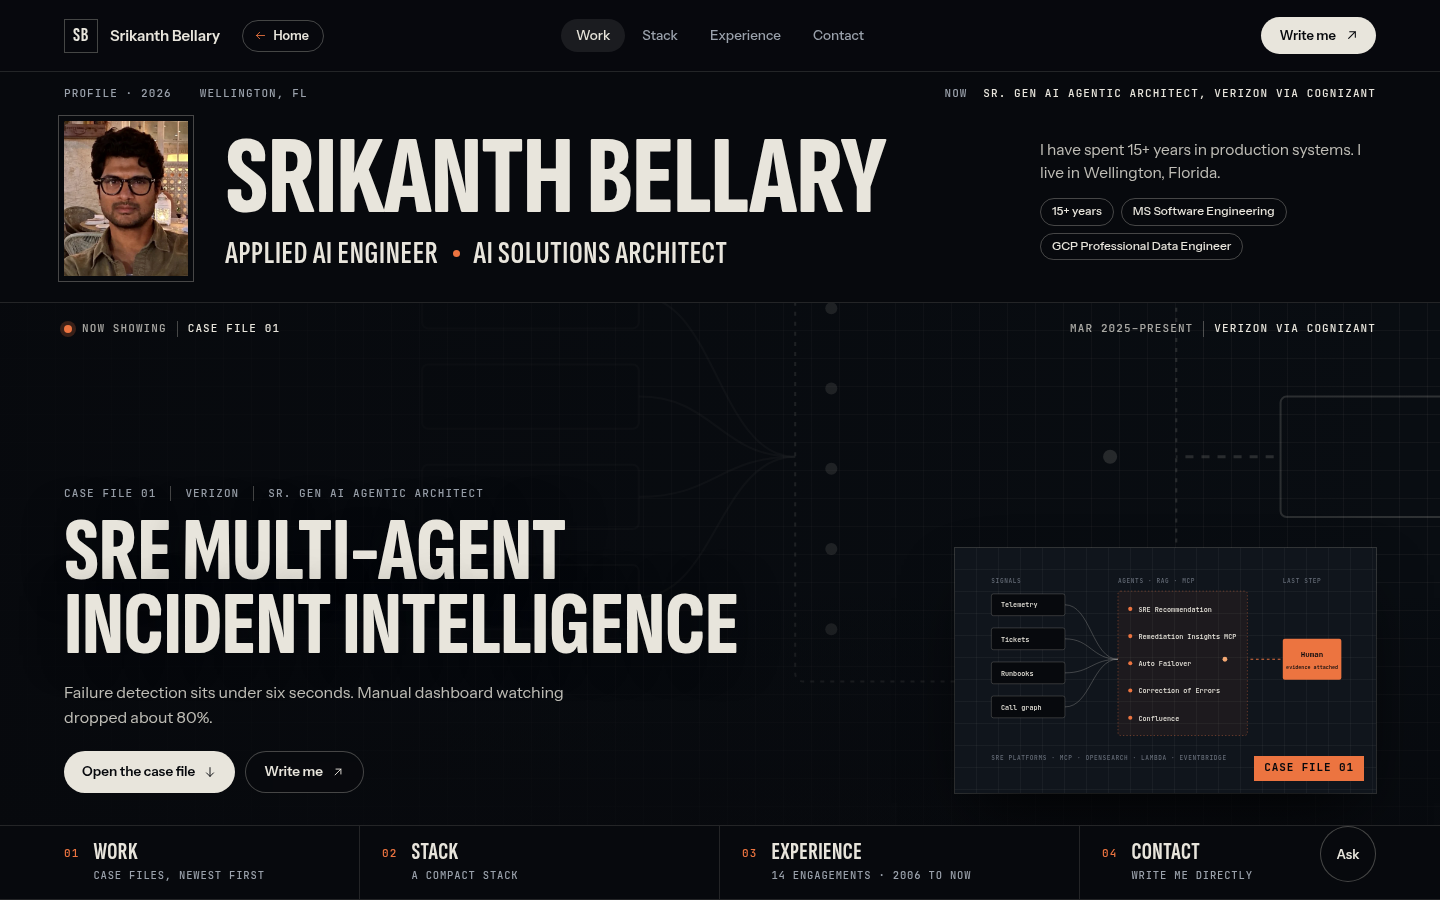 SB Srikanth Bellary ← Home Work Stack Experience Contact Write me ↗
PROFILE · 2026 WELLINGTON, FL NOW SR. GEN AI AGENTIC ARCHITECT, VERIZON VIA COGNIZANT
SRIKANTH BELLARY
APPLIED AI ENGINEER • AI SOLUTIONS ARCHITECT
I have spent 15+ years in production systems. I
live in Wellington, Florida.
15+ years MS Software Engineering
GCP Professional Data Engineer
NOW SHOWING CASE FILE 01 MAR 2025–PRESENT VERIZON VIA COGNIZANT
CASE FILE 01 VERIZON SR. GEN AI AGENTIC ARCHITECT
SRE MULTI-AGENT
INCIDENT INTELLIGENCE
Failure detection sits under six seconds. Manual dashboard watching
dropped about 80%.
Open the case file ↓ Write me ↗
SIGNALS AGENTS · RAG · MCP LAST STEP
Telemetry
Tickets
Runbooks
Call graph
SRE Recommendation
Remediation Insights MCP
Auto Failover
Correction of Errors
Confluence
Human
evidence attached
SRE PLATFORMS · MCP · OPENSEARCH · LAMBDA · EVENTBRIDGE
CASE FILE 01
01 WORK
CASE FILES, NEWEST FIRST
02 STACK
A COMPACT STACK
03 EXPERIENCE
14 ENGAGEMENTS · 2006 TO NOW
04 CONTACT
WRITE ME DIRECTLY
Ask